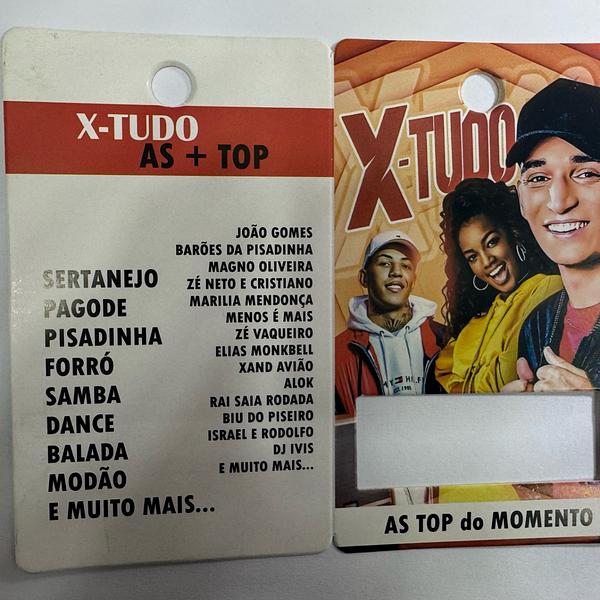 X-TUDO
AS + TOP
SERTANEJO
PAGODE
PISADINHA
FORRÓ
SAMBA
DANCE
BALADA
MODÃO
E MUITO MAIS...
JOÃO GOMES
BARÕES DA PISADINHA
MAGNO OLIVEIRA
ZÉ NETO E CRISTIANO
MARILIA MENDONÇA
MENOS É MAIS
ZÉ VAQUEIRO
ELIAS MONKBELL
XAND AVIÃO
ALOK
RAI SAIA RODADA
BIU DO PISEIRO
ISRAEL E RODOLFO
DJ IVIS
E MUITO MAIS...
X-TUDO
AS TOP do MOMENTO